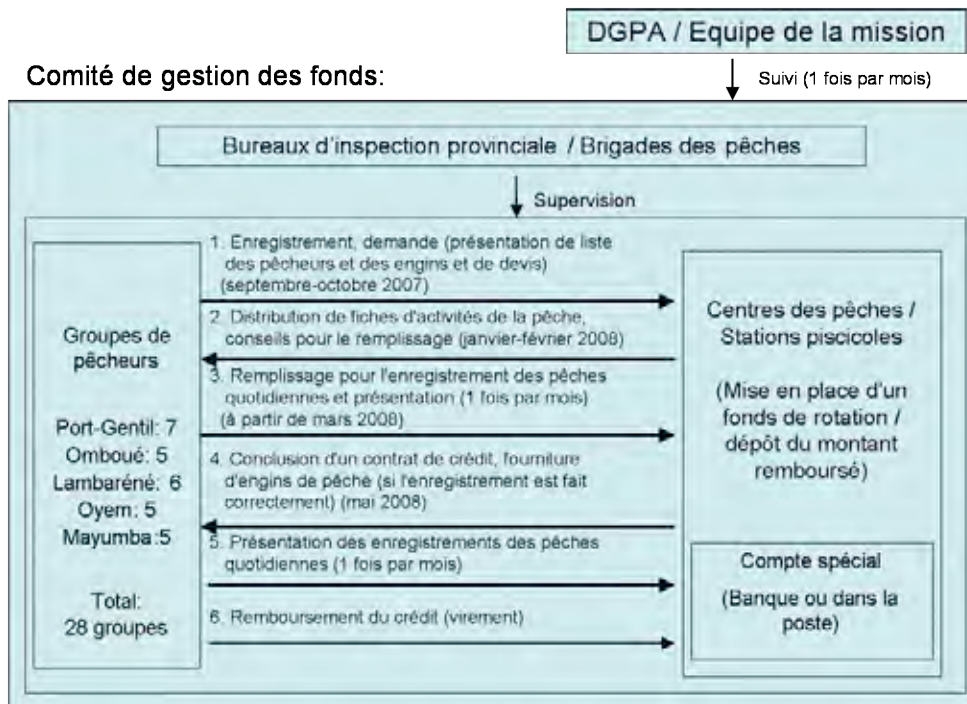 DGPA / Equipe de la mission
Comité de gestion des fonds:
Suivi (1 fois par mois)
Bureaux d'inspection provinciale / Brigades des pêches
Supervision
Groupes de
pêcheurs
Port-Gentil: 7
Omboué: 5
Lambaréné: 6
Oyem: 5
Mayumba:5
Total:
28 groupes
1. Enregistrement, demande (présentation de liste
des pêcheurs et des engins et de devis)
(septembre-octobre 2007)
2. Distribution de fiches d'activités de la pêche,
conseils pour le remplissage (janvier-février 2008)
3. Remplissage pour l'enregistrement des pêches
quotidiennes et présentation (1 fois par mois)
(à partir de mars 2008)
4. Conclusion d'un contrat de crédit, fourniture
d'engins de pêche (si l'enregistrement est fait
correctement) (mai 2008)
5. Présentation des enregistrements des pêches
quotidiennes (1 fois par mois)
6. Remboursement du crédit (virement)
Centres des pêches /
Stations piscicoles
(Mise en place d'un
fonds de rotation /
dépôt du montant
remboursé)
Compte spécial
(Banque ou dans la
poste)